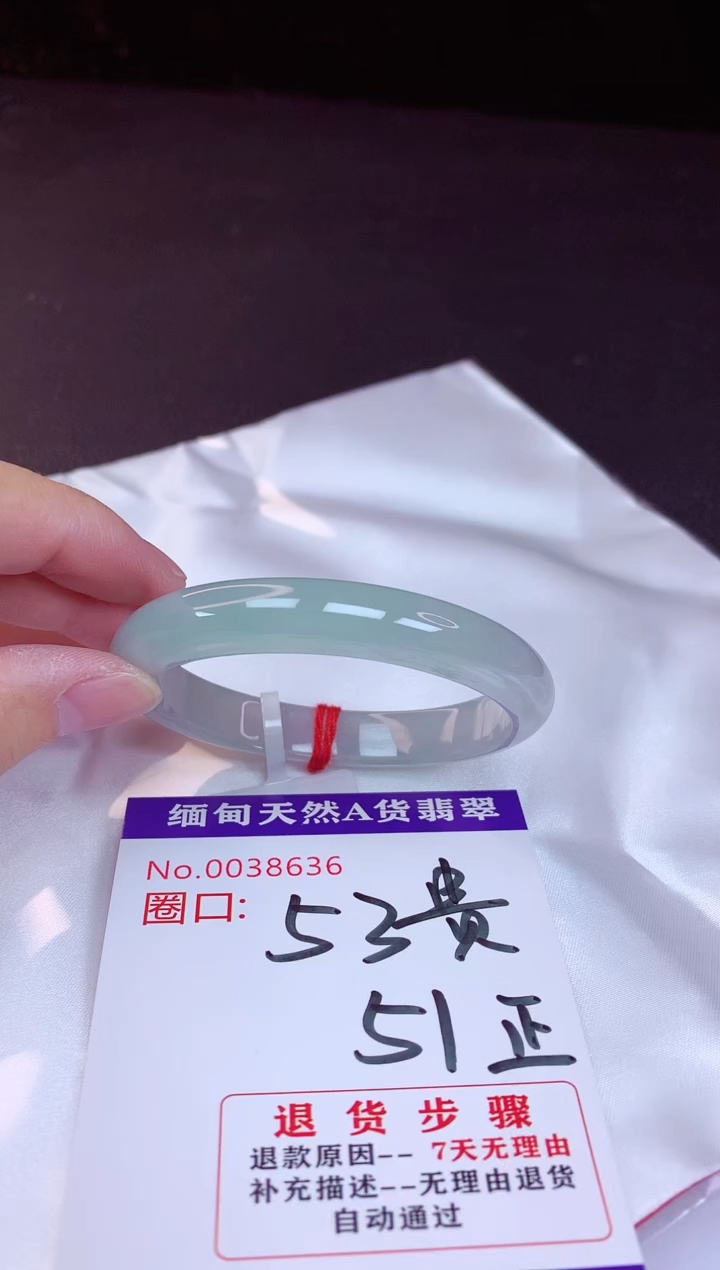 缅甸天然A货翡翠
No.0038636
圈口: 53贵
51正
退货步骤
退款原因--7天无理由
补充描述--无理由退货
自动通过